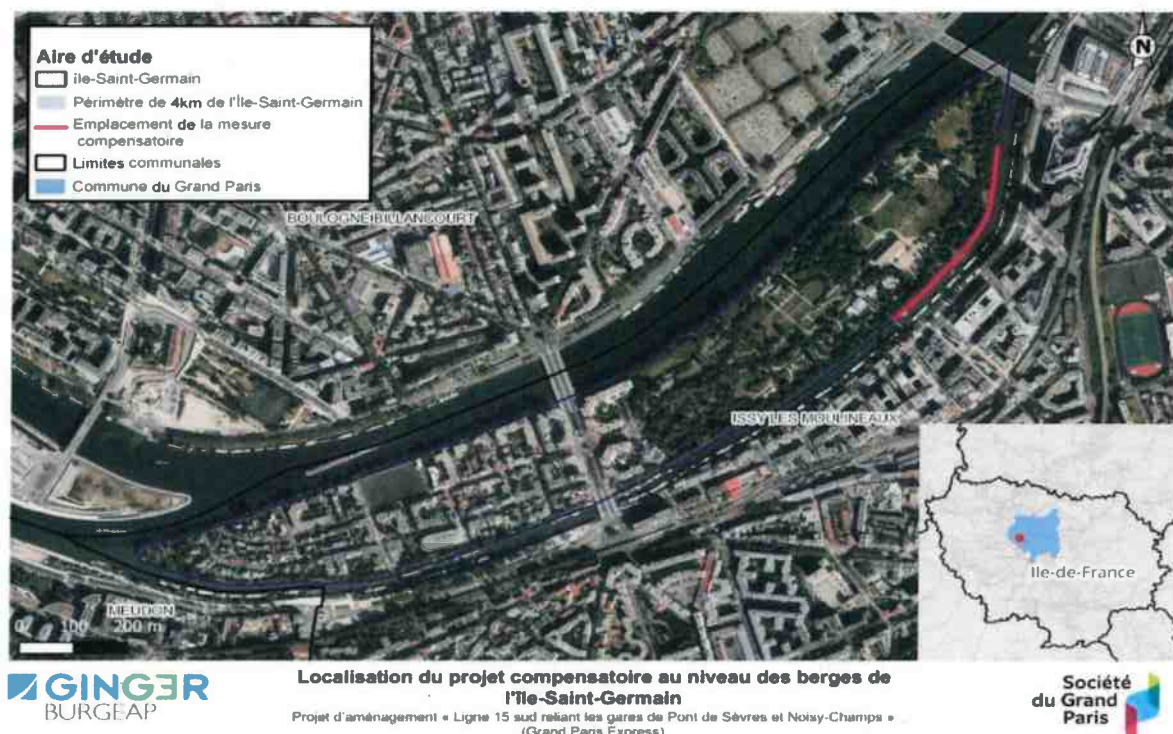 Aire d'étude
île-Saint-Germain
Périmètre de 4km de l'Île-Saint-Germain
Emplacement de la mesure
compensatoire
Limites communales
Commune du Grand Paris
N
BOULOGNE BILLANCOURT
ISSY LES MOULINEAUX
MEUDON
0 100 200 m
Ile-de-France
GINGER
BURGEAP
Localisation du projet compensatoire au niveau des berges de
l'île-Saint-Germain
Projet d'aménagement « Ligne 15 sud reliant les gares de Pont de Sèvres et Noisy-Champs »
(Grand Paris Express)
Société
du Grand
Paris